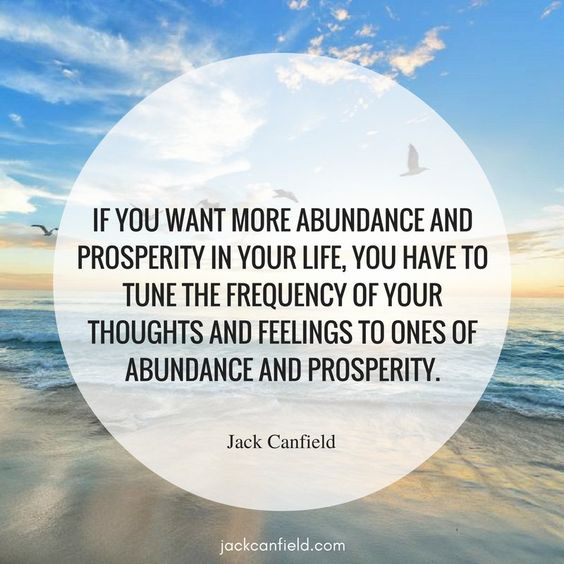 IF YOU WANT MORE ABUNDANCE AND
PROSPERITY IN YOUR LIFE, YOU HAVE TO
TUNE THE FREQUENCY OF YOUR
THOUGHTS AND FEELINGS TO ONES OF
ABUNDANCE AND PROSPERITY.
Jack Canfield
jackcanfield.com